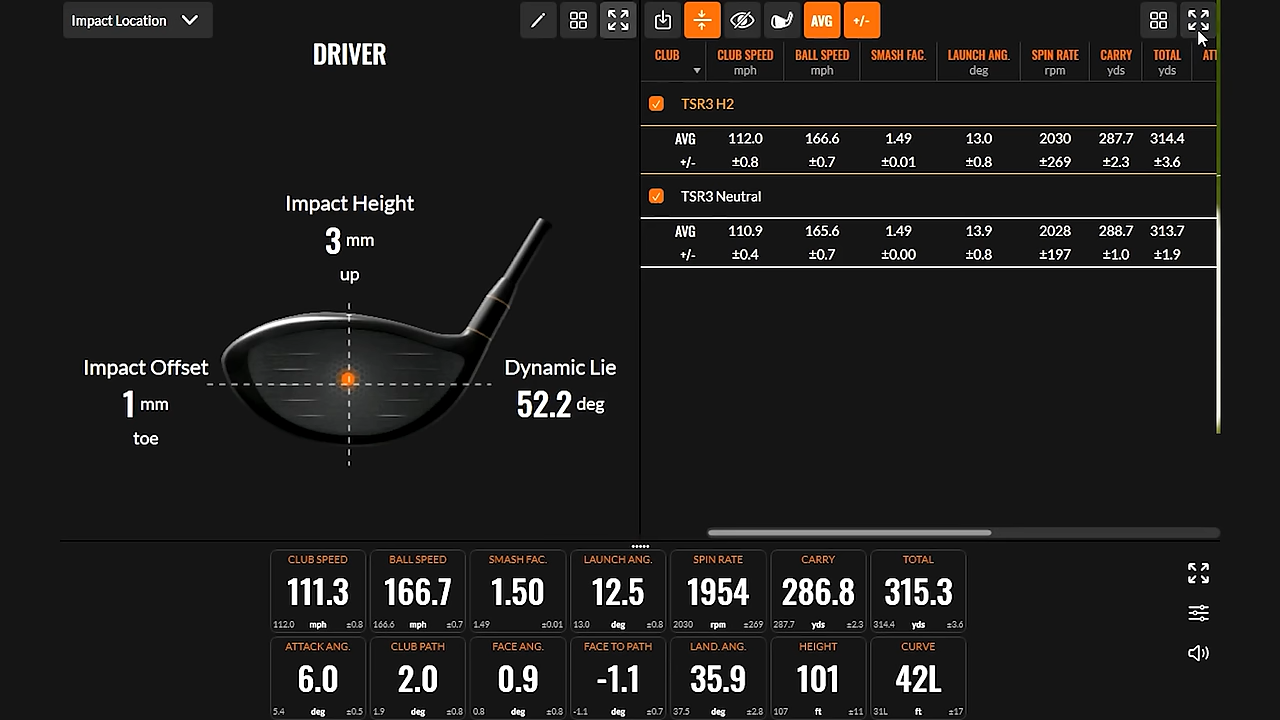 Impact Location
AVG
+/-
DRIVER
Impact Height
3 mm
up
Impact Offset
1 mm
toe
Dynamic Lie
52.2 deg
CLUB CLUB SPEED BALL SPEED SMASH FAC. LAUNCH ANG. SPIN RATE CARRY TOTAL ATT
mph mph deg rpm yds yds
TSR3 H2
AVG 112.0 166.6 1.49 13.0 2030 287.7 314.4
+/- ±0.8 ±0.7 ±0.01 ±0.8 ±269 ±2.3 ±3.6
TSR3 Neutral
AVG 110.9 165.6 1.49 13.9 2028 288.7 313.7
+/- ±0.4 ±0.7 ±0.00 ±0.8 ±197 ±1.0 ±1.9
CLUB SPEED BALL SPEED SMASH FAC. LAUNCH ANG. SPIN RATE CARRY TOTAL
111.3 166.7 1.50 12.5 1954 286.8 315.3
112.0 mph ±0.8 166.6 mph ±0.7 1.49 ±0.01 13.0 deg ±0.8 2030 rpm ±269 287.7 yds ±2.3 314.4 yds ±3.6
ATTACK ANG. CLUB PATH FACE ANG. FACE TO PATH LAND. ANG. HEIGHT CURVE
6.0 2.0 0.9 -1.1 35.9 101 42L
5.4 deg ±0.5 1.9 deg ±0.8 0.8 deg ±0.8 -1.1 deg ±0.7 37.5 deg ±2.8 107 ft ±11 31L ft ±17